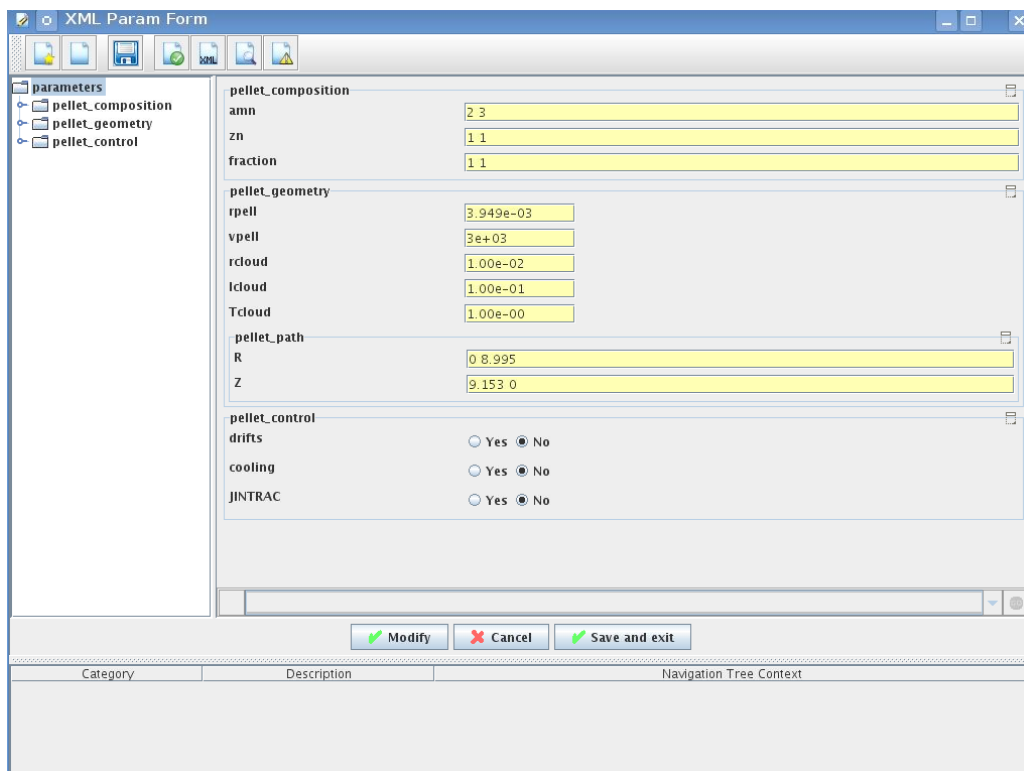 XML Param Form
XML
parameters
pellet_composition
pellet_geometry
pellet_control
pellet_composition
amn 2 3
zn 1 1
fraction 1 1
pellet_geometry
rpell 3.949e-03
vpell 3e+03
rcloud 1.00e-02
lcloud 1.00e-01
Tcloud 1.00e-00
pellet_path
R 0 8.995
Z 9.153 0
pellet_control
drifts Yes No
cooling Yes No
JINTRAC Yes No
Modify Cancel Save and exit
Category Description Navigation Tree Context